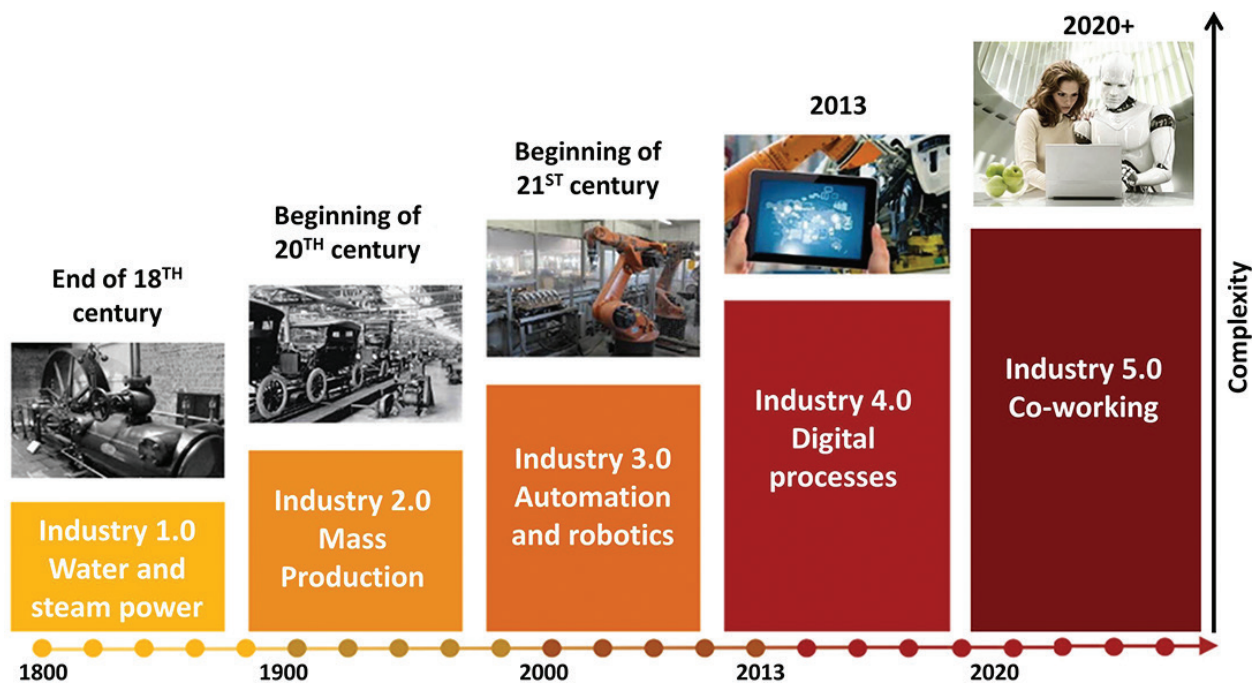 End of 18TH
century
Industry 1.0
Water and
steam power
Beginning of
20TH century
Industry 2.0
Mass
Production
Beginning of
21ST century
Industry 3.0
Automation
and robotics
2013
Industry 4.0
Digital
processes
2020+
Industry 5.0
Co-working
Complexity
1800
1900
2000
2013
2020